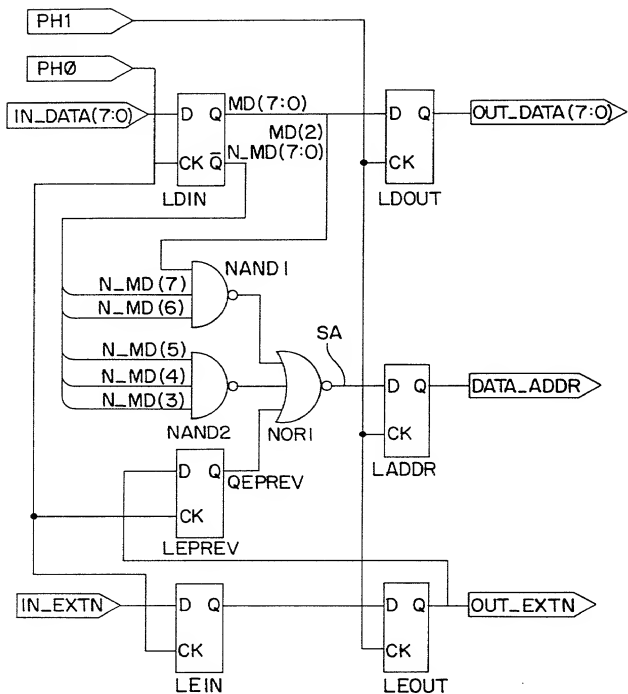 PH1
PHØ
IN_DATA(7:0)
D Q
MD(7:0)
MD(2)
CK Q̅
N_MD(7:0)
LDIN
D Q
CK
LDOUT
OUT_DATA(7:0)
NAND1
N_MD(7)
N_MD(6)
N_MD(5)
N_MD(4)
N_MD(3)
NAND2
SA
NOR1
D Q
CK
LADDR
DATA_ADDR
D Q
QEPREV
CK
LEPREV
IN_EXTN
D Q
CK
LEIN
D Q
CK
LEOUT
OUT_EXTN